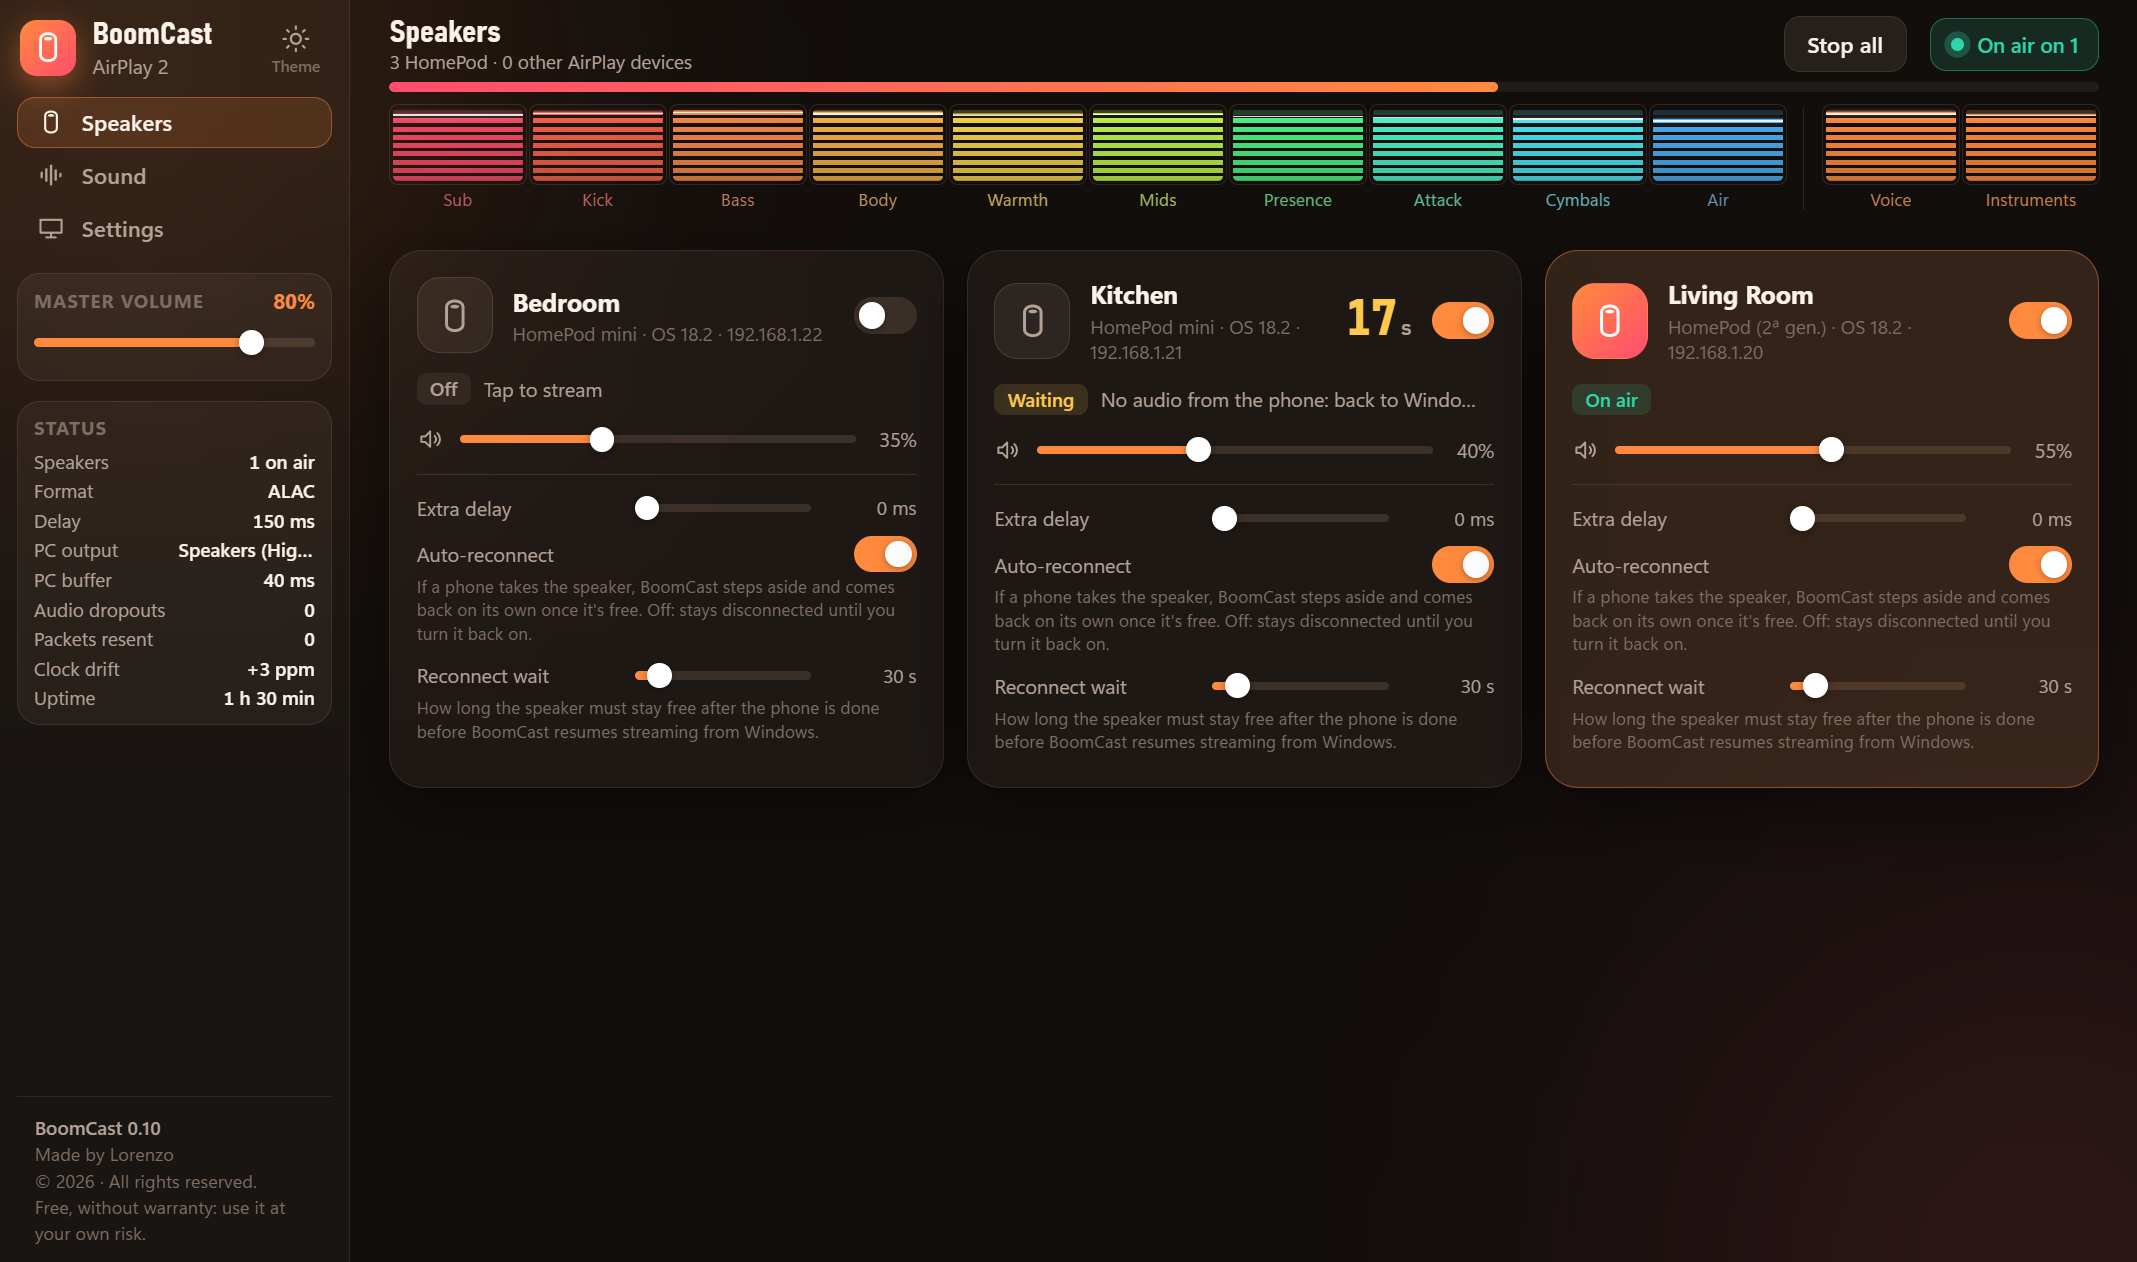 BoomCast
AirPlay 2
Theme
Speakers
Sound
Settings
MASTER VOLUME 80%
STATUS
Speakers 1 on air
Format ALAC
Delay 150 ms
PC output Speakers (Hig...
PC buffer 40 ms
Audio dropouts 0
Packets resent 0
Clock drift +3 ppm
Uptime 1 h 30 min
BoomCast 0.10
Made by Lorenzo
© 2026 · All rights reserved.
Free, without warranty: use it at
your own risk.
Speakers
3 HomePod · 0 other AirPlay devices
Stop all
On air on 1
Sub Kick Bass Body Warmth Mids Presence Attack Cymbals Air Voice Instruments
Bedroom
HomePod mini · OS 18.2 · 192.168.1.22
Off Tap to stream
35%
Extra delay 0 ms
Auto-reconnect
If a phone takes the speaker, BoomCast steps aside and comes
back on its own once it's free. Off: stays disconnected until you
turn it back on.
Reconnect wait 30 s
How long the speaker must stay free after the phone is done
before BoomCast resumes streaming from Windows.
Kitchen
HomePod mini · OS 18.2 ·
192.168.1.21
17 s
Waiting No audio from the phone: back to Windo...
40%
Extra delay 0 ms
Auto-reconnect
If a phone takes the speaker, BoomCast steps aside and comes
back on its own once it's free. Off: stays disconnected until you
turn it back on.
Reconnect wait 30 s
How long the speaker must stay free after the phone is done
before BoomCast resumes streaming from Windows.
Living Room
HomePod (2ª gen.) · OS 18.2 ·
192.168.1.20
On air
55%
Extra delay 0 ms
Auto-reconnect
If a phone takes the speaker, BoomCast steps aside and comes
back on its own once it's free. Off: stays disconnected until you
turn it back on.
Reconnect wait 30 s
How long the speaker must stay free after the phone is done
before BoomCast resumes streaming from Windows.